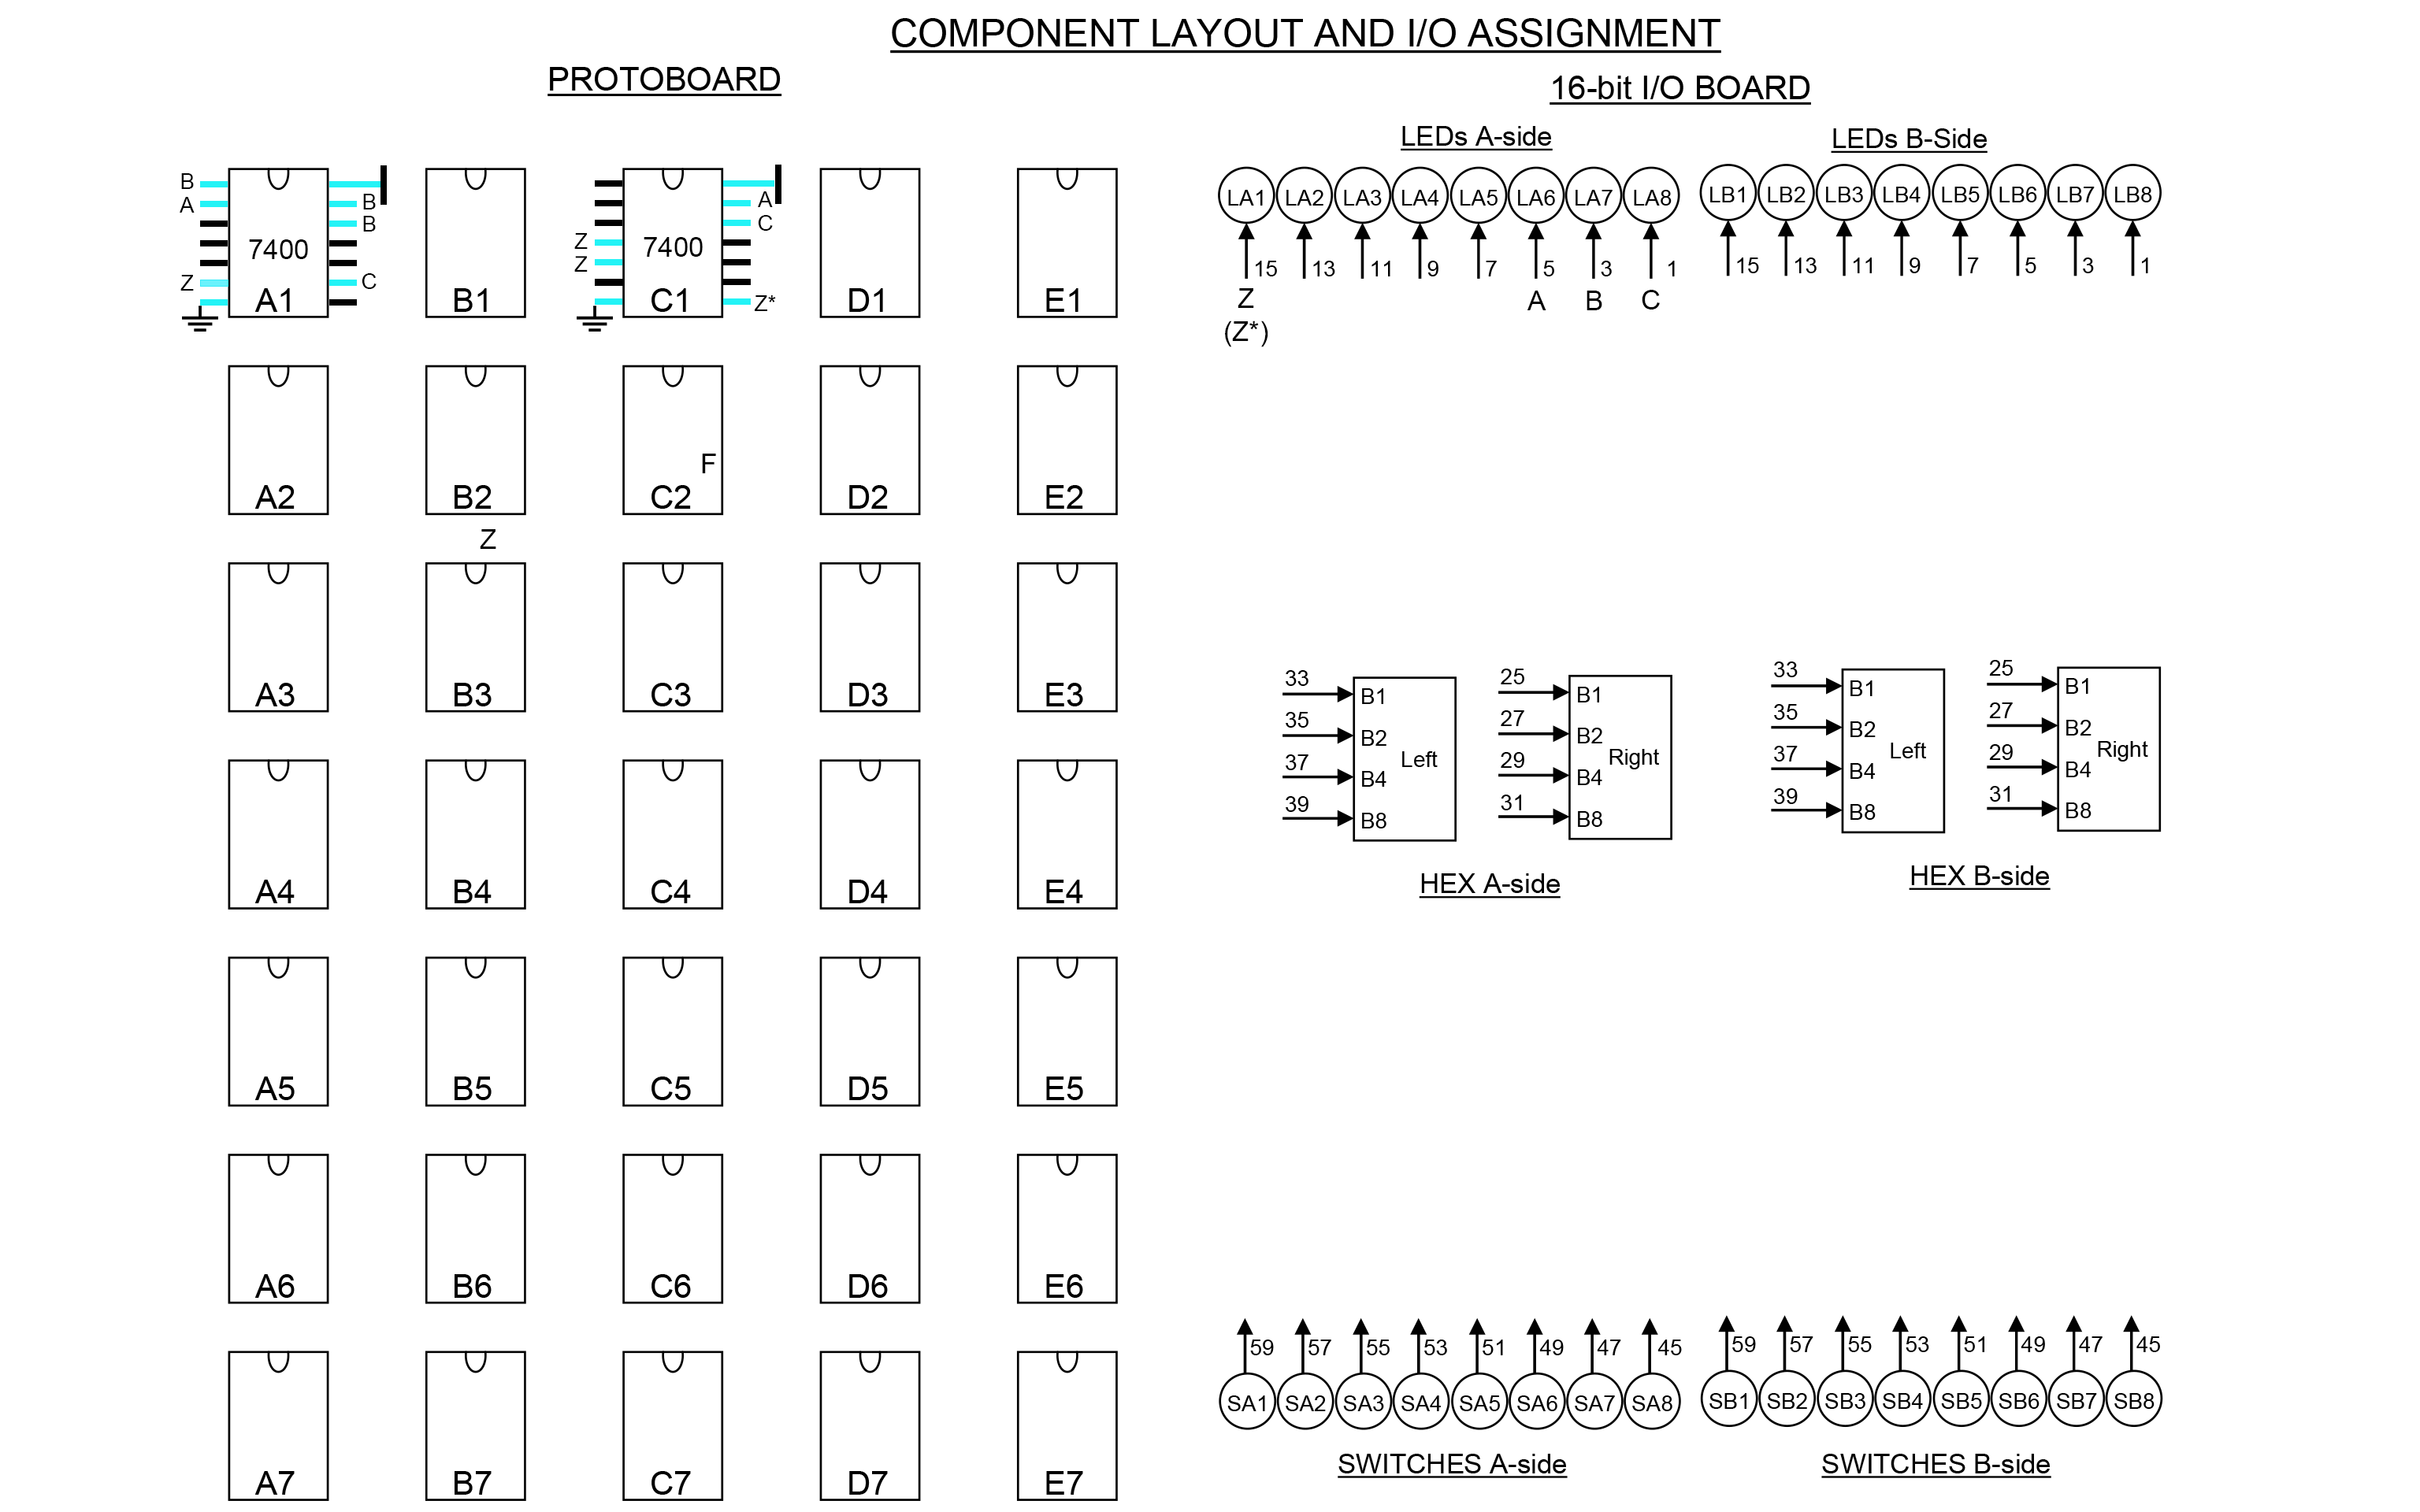 COMPONENT LAYOUT AND I/O ASSIGNMENT
PROTOBOARD
16-bit I/O BOARD
LEDs A-side
LEDs B-Side
B
A
Z
7400
A1
B
B
C
B1
Z
Z
7400
C1
A
C
Z*
D1
E1
LA1 LA2 LA3 LA4 LA5 LA6 LA7 LA8
LB1 LB2 LB3 LB4 LB5 LB6 LB7 LB8
15 13 11 9 7 5 3 1
15 13 11 9 7 5 3 1
Z A B C
(Z*)
F
A2 B2 C2 D2 E2
Z
A3 B3 C3 D3 E3
33 B1
35 B2
37 B4
39 B8
Left
25 B1
27 B2
29 B4
31 B8
Right
HEX A-side
33 B1
35 B2
37 B4
39 B8
Left
25 B1
27 B2
29 B4
31 B8
Right
HEX B-side
A4 B4 C4 D4 E4
A5 B5 C5 D5 E5
A6 B6 C6 D6 E6
59 57 55 53 51 49 47 45
59 57 55 53 51 49 47 45
SA1 SA2 SA3 SA4 SA5 SA6 SA7 SA8
SB1 SB2 SB3 SB4 SB5 SB6 SB7 SB8
SWITCHES A-side
SWITCHES B-side
A7 B7 C7 D7 E7